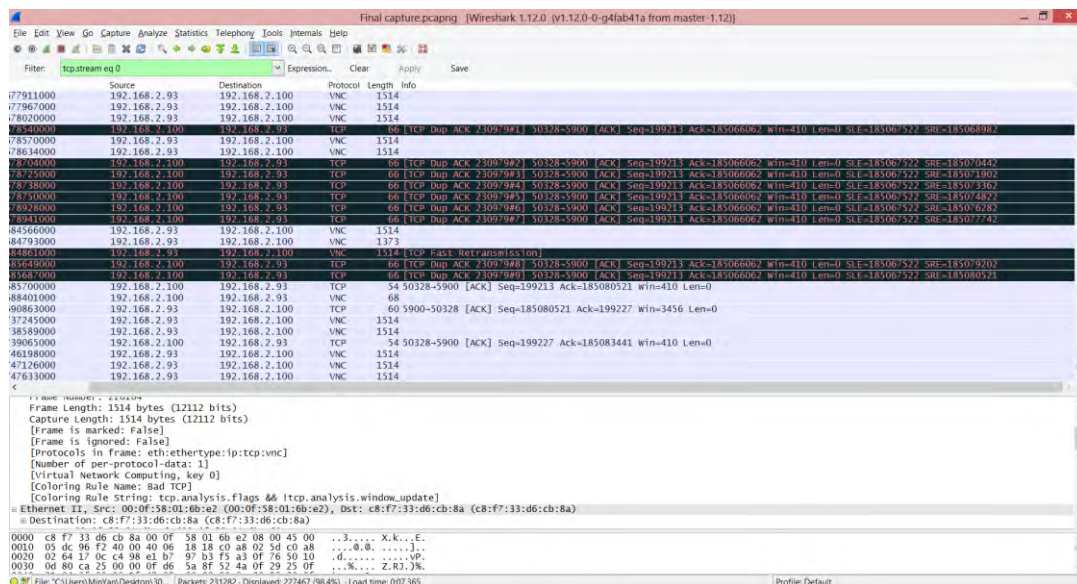 Final capture.pcapng [Wireshark 1.12.0 (v1.12.0-0-g4fab41a from master-1.12)]
File Edit View Go Capture Analyze Statistics Telephony Tools Internals Help
Filter: tcp.stream eq 0 Expression... Clear Apply Save
Source Destination Protocol Length Info
77911000 192.168.2.93 192.168.2.100 VNC 1514
77967000 192.168.2.93 192.168.2.100 VNC 1514
78020000 192.168.2.93 192.168.2.100 VNC 1514
78540000 192.168.2.100 192.168.2.93 TCP 66 [TCP Dup ACK 230979#1] 50328→5900 [ACK] Seq=199213 Ack=185066062 Win=410 Len=0 SLE=185067522 SRE=185068982
78570000 192.168.2.93 192.168.2.100 VNC 1514
78634000 192.168.2.93 192.168.2.100 VNC 1514
78704000 192.168.2.100 192.168.2.93 TCP 66 [TCP Dup ACK 230979#2] 50328→5900 [ACK] Seq=199213 Ack=185066062 Win=410 Len=0 SLE=185067522 SRE=185070442
78725000 192.168.2.100 192.168.2.93 TCP 66 [TCP Dup ACK 230979#3] 50328→5900 [ACK] Seq=199213 Ack=185066062 Win=410 Len=0 SLE=185067522 SRE=185071902
78738000 192.168.2.100 192.168.2.93 TCP 66 [TCP Dup ACK 230979#4] 50328→5900 [ACK] Seq=199213 Ack=185066062 Win=410 Len=0 SLE=185067522 SRE=185073362
78750000 192.168.2.100 192.168.2.93 TCP 66 [TCP Dup ACK 230979#5] 50328→5900 [ACK] Seq=199213 Ack=185066062 Win=410 Len=0 SLE=185067522 SRE=185074822
78928000 192.168.2.100 192.168.2.93 TCP 66 [TCP Dup ACK 230979#6] 50328→5900 [ACK] Seq=199213 Ack=185066062 Win=410 Len=0 SLE=185067522 SRE=185076282
78941000 192.168.2.100 192.168.2.93 TCP 66 [TCP Dup ACK 230979#7] 50328→5900 [ACK] Seq=199213 Ack=185066062 Win=410 Len=0 SLE=185067522 SRE=185077742
84566000 192.168.2.93 192.168.2.100 VNC 1514
84793000 192.168.2.93 192.168.2.100 VNC 1373
84861000 192.168.2.93 192.168.2.100 VNC 1514 [TCP Fast Retransmission]
85649000 192.168.2.100 192.168.2.93 TCP 66 [TCP Dup ACK 230979#8] 50328→5900 [ACK] Seq=199213 Ack=185066062 Win=410 Len=0 SLE=185067522 SRE=185079202
85687000 192.168.2.100 192.168.2.93 TCP 66 [TCP Dup ACK 230979#9] 50328→5900 [ACK] Seq=199213 Ack=185066062 Win=410 Len=0 SLE=185067522 SRE=185080521
85700000 192.168.2.100 192.168.2.93 TCP 54 50328→5900 [ACK] Seq=199213 Ack=185080521 Win=410 Len=0
88401000 192.168.2.100 192.168.2.93 VNC 68
90863000 192.168.2.93 192.168.2.100 TCP 60 5900→50328 [ACK] Seq=185080521 Ack=199227 Win=3456 Len=0
37245000 192.168.2.93 192.168.2.100 VNC 1514
38589000 192.168.2.93 192.168.2.100 VNC 1514
39065000 192.168.2.100 192.168.2.93 TCP 54 50328→5900 [ACK] Seq=199227 Ack=185083441 Win=410 Len=0
46198000 192.168.2.93 192.168.2.100 VNC 1514
47126000 192.168.2.93 192.168.2.100 VNC 1514
47633000 192.168.2.93 192.168.2.100 VNC 1514
Frame Length: 1514 bytes (12112 bits)
Capture Length: 1514 bytes (12112 bits)
[Frame is marked: False]
[Frame is ignored: False]
[Protocols in frame: eth:ethertype:ip:tcp:vnc]
[Number of per-protocol-data: 1]
[Virtual Network Computing, key 0]
[Coloring Rule Name: Bad TCP]
[Coloring Rule String: tcp.analysis.flags && !tcp.analysis.window_update]
Ethernet II, Src: 00:0f:58:01:6b:e2 (00:0f:58:01:6b:e2), Dst: c8:f7:33:d6:cb:8a (c8:f7:33:d6:cb:8a)
Destination: c8:f7:33:d6:cb:8a (c8:f7:33:d6:cb:8a)
0000 c8 f7 33 d6 cb 8a 00 0f 58 01 6b e2 08 00 45 00 ..3..... X.k...E.
0010 05 dc 96 f2 40 00 40 06 18 18 c0 a8 02 5d c0 a8 ....@.@. .....]..
0020 02 64 17 0c c4 98 e1 b7 97 b3 f5 a3 0f 76 50 10 .d...... .....vP.
0030 0d 80 ca 25 00 00 0f d6 5a 8f 52 4a 0f 29 25 0f ...%.... Z.RJ.)%.
File: "C:\Users\MinYan\Desktop\30... Packets: 231282 · Displayed: 227467 (98.4%) · Load time: 0:07.365 Profile: Default